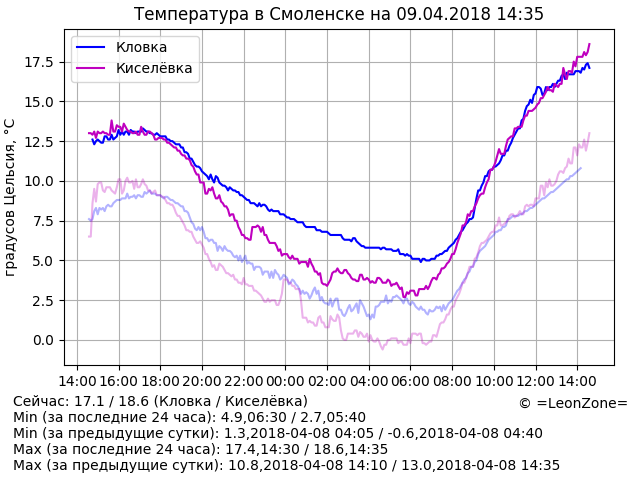 Температура в Смоленске на 09.04.2018 14:35
Кловка
Киселёвка
градусов Цельсия, °C
17.5
15.0
12.5
10.0
7.5
5.0
2.5
0.0
14:00 16:00 18:00 20:00 22:00 00:00 02:00 04:00 06:00 08:00 10:00 12:00 14:00
Сейчас: 17.1 / 18.6 (Кловка / Киселёвка)
© =LeonZone=
Min (за последние 24 часа): 4.9,06:30 / 2.7,05:40
Min (за предыдущие сутки): 1.3,2018-04-08 04:05 / -0.6,2018-04-08 04:40
Max (за последние 24 часа): 17.4,14:30 / 18.6,14:35
Max (за предыдущие сутки): 10.8,2018-04-08 14:10 / 13.0,2018-04-08 14:35